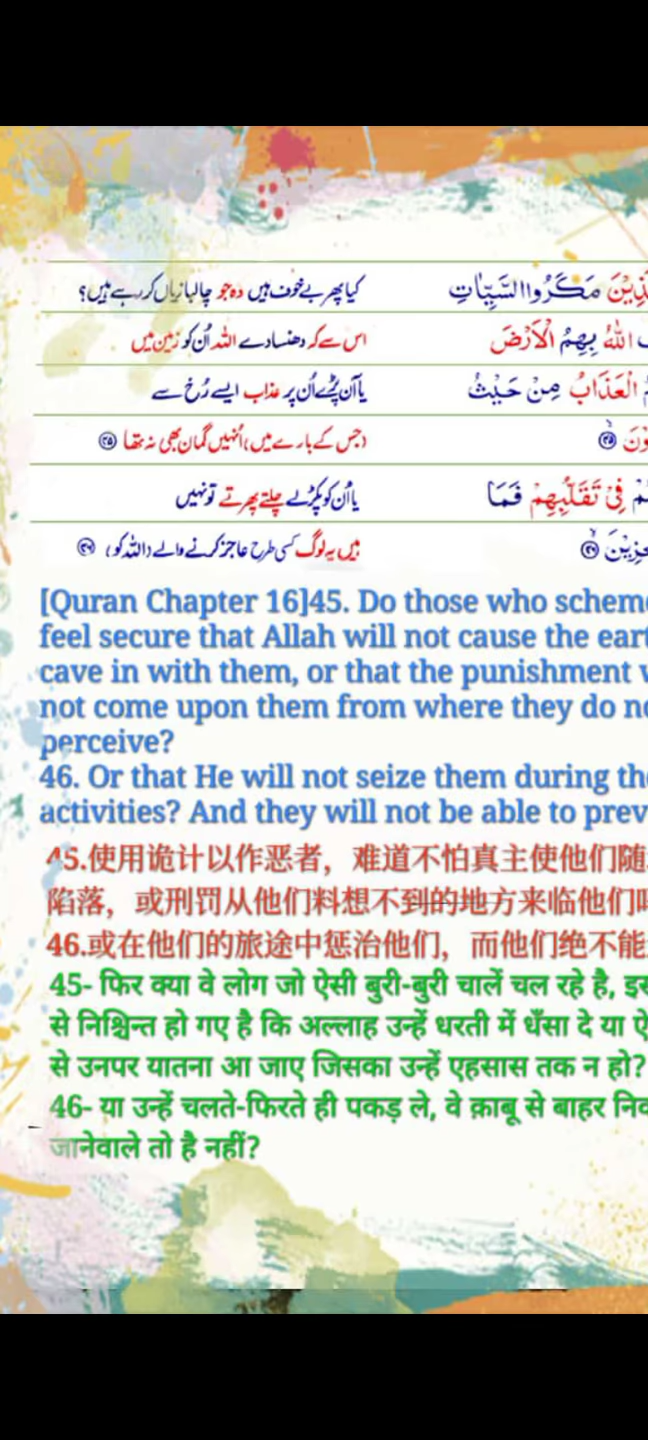 مَكَرُوا السَّيِّاٰتِ
کیا پھر بے خوف ہیں وہ جو چالبازیاں کر رہے ہیں؟
اللّٰهُ بِهِمُ الْاَرْضَ
اس سے کہ دھنسا دے اللہ اُن کو زمین میں
الْعَذَابُ مِنْ حَيْثُ
یا آن پڑے اُن پر عذاب ایسے رُخ سے
۴۵
(جس کے بارے میں) اُنہیں گمان بھی نہ تھا ۴۵
فِیْ تَقَلُّبِهِمْ فَمَا
یا اُن کو پکڑ لے چلتے پھرتے تو نہیں
۴۶
ہیں یہ لوگ کسی طرح عاجز کرنے والے (اللہ کو) ۴۶
[Quran Chapter 16]45. Do those who scheme
feel secure that Allah will not cause the
cave in with them, or that the punishment
not come upon them from where they do
perceive?
46. Or that He will not seize them during
activities? And they will not be able to
45.使用诡计以作恶者，难道不怕真主使他们随
陷落，或刑罚从他们料想不到的地方来临他们
46.或在他们的旅途中惩治他们，而他们绝不能
45- फिर क्या वे लोग जो ऐसी बुरी-बुरी चालें चल रहे है,
से निश्चिन्त हो गए है कि अल्लाह उन्हें धरती में धँसा दे या
से उनपर यातना आ जाए जिसका उन्हें एहसास तक न हो?
46- या उन्हें चलते-फिरते ही पकड़ ले, वे क़ाबू से बाहर
जानेवाले तो है नहीं?